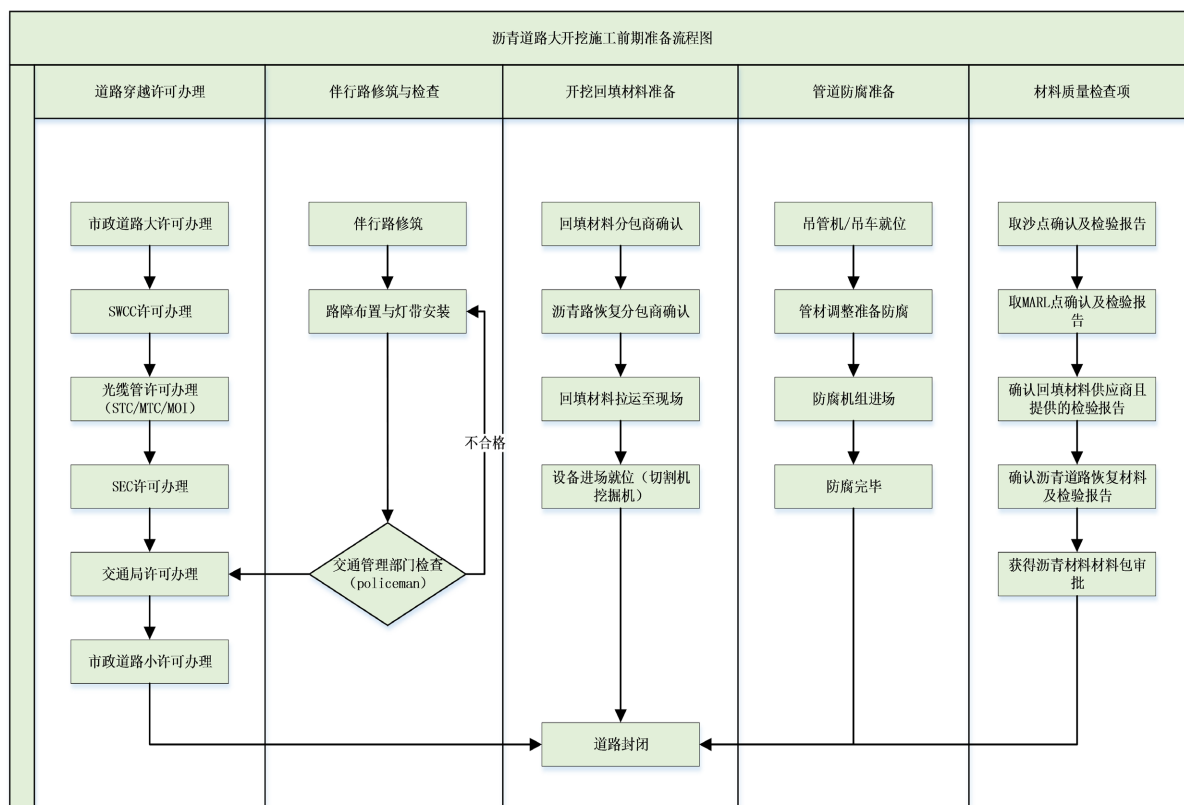 沥青道路大开挖施工前期准备流程图
道路穿越许可办理
伴行路修筑与检查
开挖回填材料准备
管道防腐准备
材料质量检查项
市政道路大许可办理
SWCC许可办理
光缆管许可办理
（STC/MTC/MOI）
SEC许可办理
交通局许可办理
市政道路小许可办理
伴行路修筑
路障布置与灯带安装
不合格
交通管理部门检查
（policeman）
回填材料分包商确认
沥青路恢复分包商确认
回填材料拉运至现场
设备进场就位（切割机
挖掘机）
道路封闭
吊管机/吊车就位
管材调整准备防腐
防腐机组进场
防腐完毕
取沙点确认及检验报告
取MARL点确认及检验报
告
确认回填材料供应商且
提供的检验报告
确认沥青道路恢复材料
及检验报告
获得沥青材料材料包审
批